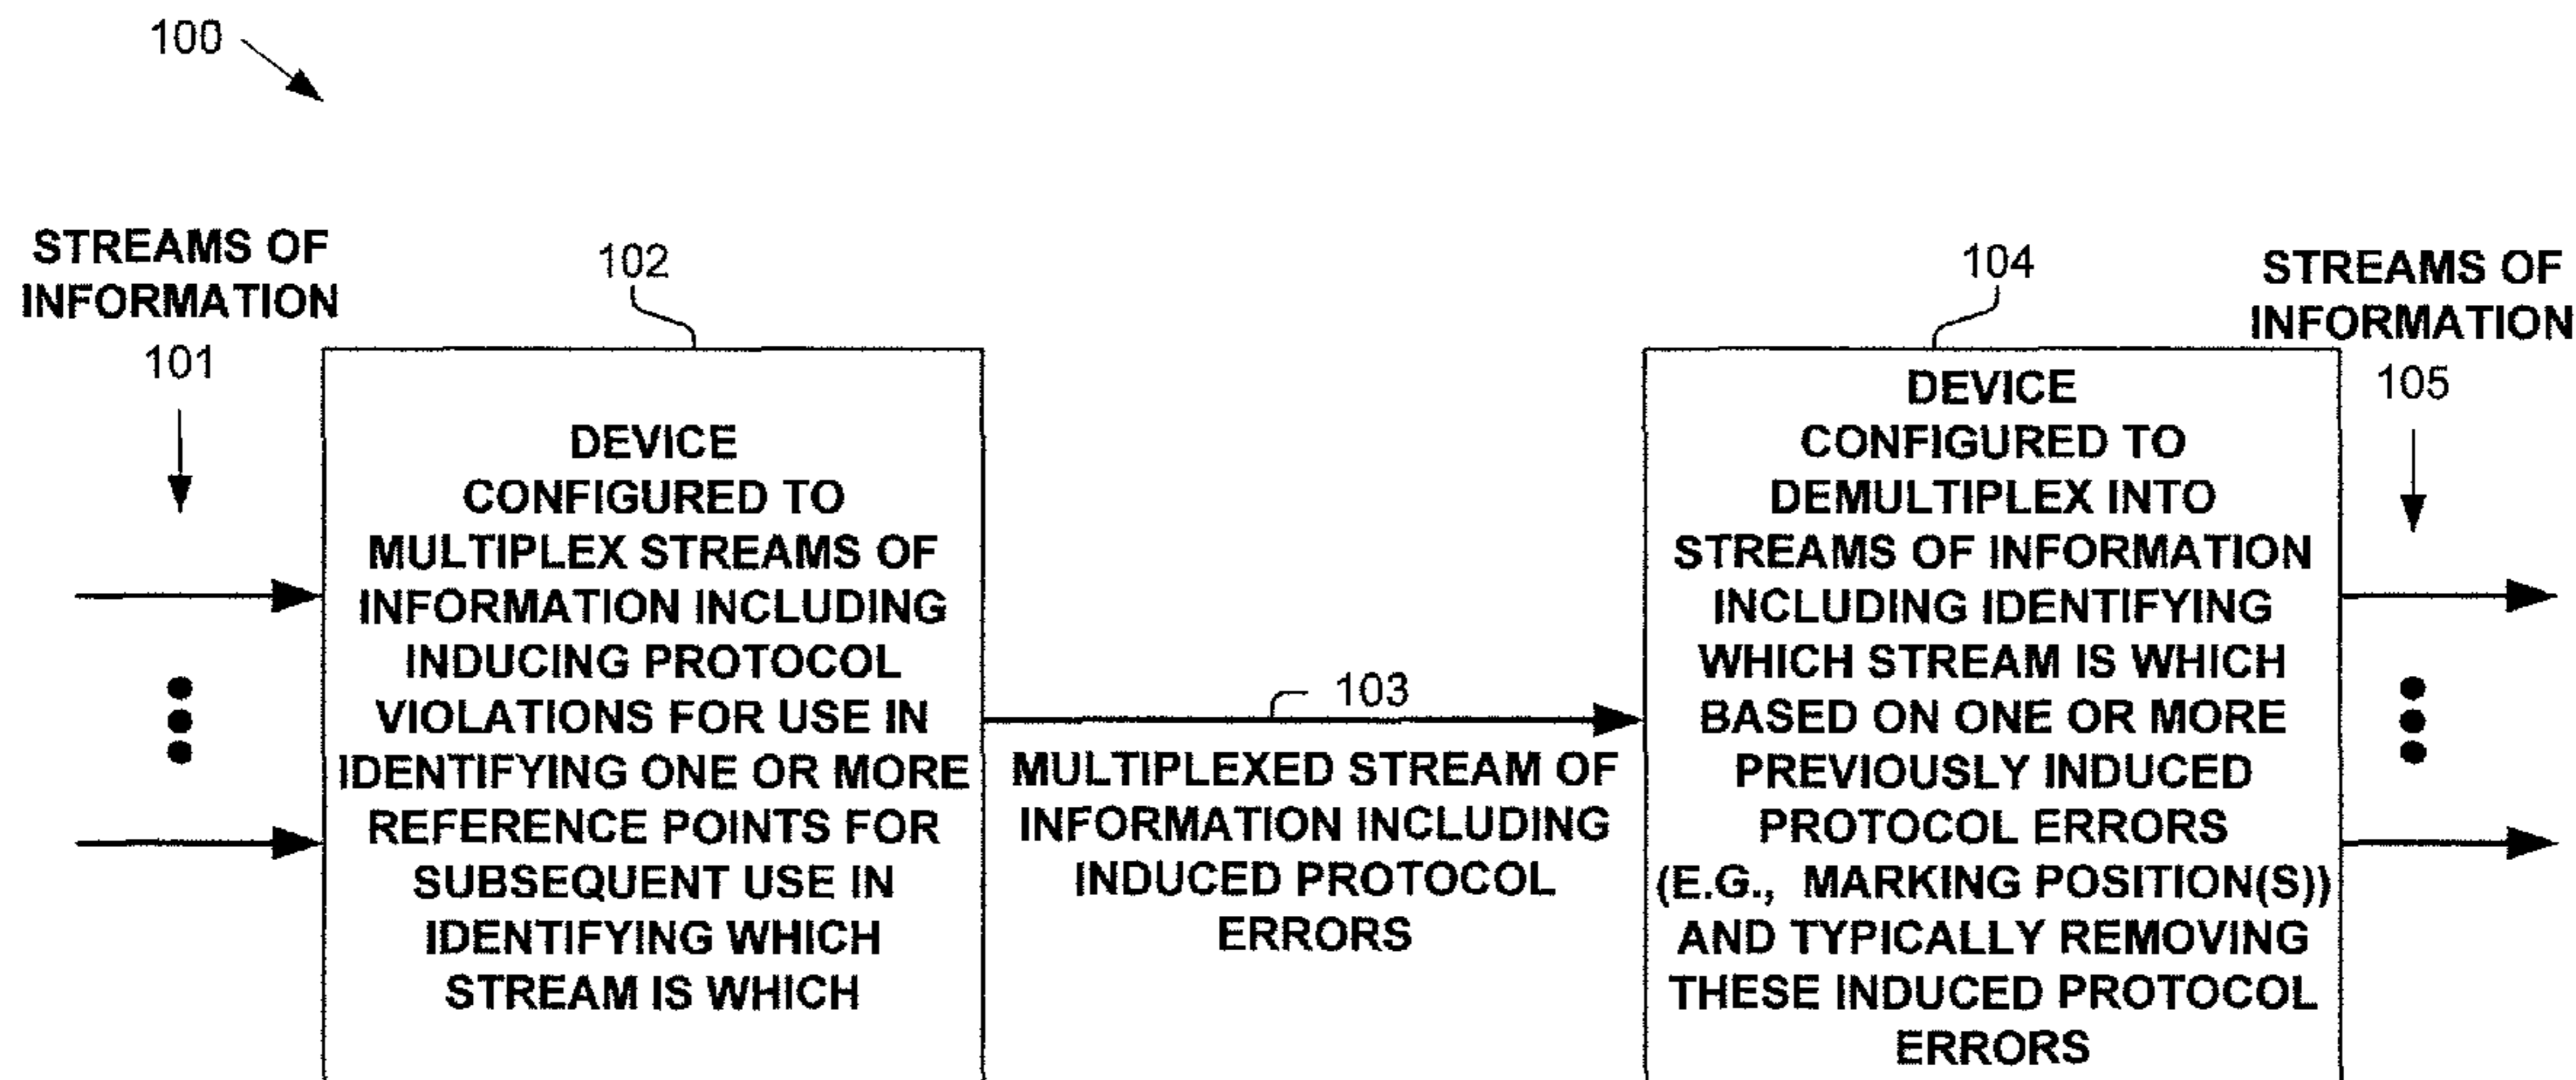 100
STREAMS OF
INFORMATION
101
102
DEVICE
CONFIGURED TO
MULTIPLEX STREAMS OF
INFORMATION INCLUDING
INDUCING PROTOCOL
VIOLATIONS FOR USE IN
IDENTIFYING ONE OR MORE
REFERENCE POINTS FOR
SUBSEQUENT USE IN
IDENTIFYING WHICH
STREAM IS WHICH
103
MULTIPLEXED STREAM OF
INFORMATION INCLUDING
INDUCED PROTOCOL
ERRORS
104
DEVICE
CONFIGURED TO
DEMULTIPLEX INTO
STREAMS OF INFORMATION
INCLUDING IDENTIFYING
WHICH STREAM IS WHICH
BASED ON ONE OR MORE
PREVIOUSLY INDUCED
PROTOCOL ERRORS
(E.G., MARKING POSITION(S))
AND TYPICALLY REMOVING
THESE INDUCED PROTOCOL
ERRORS
STREAMS OF
INFORMATION
105